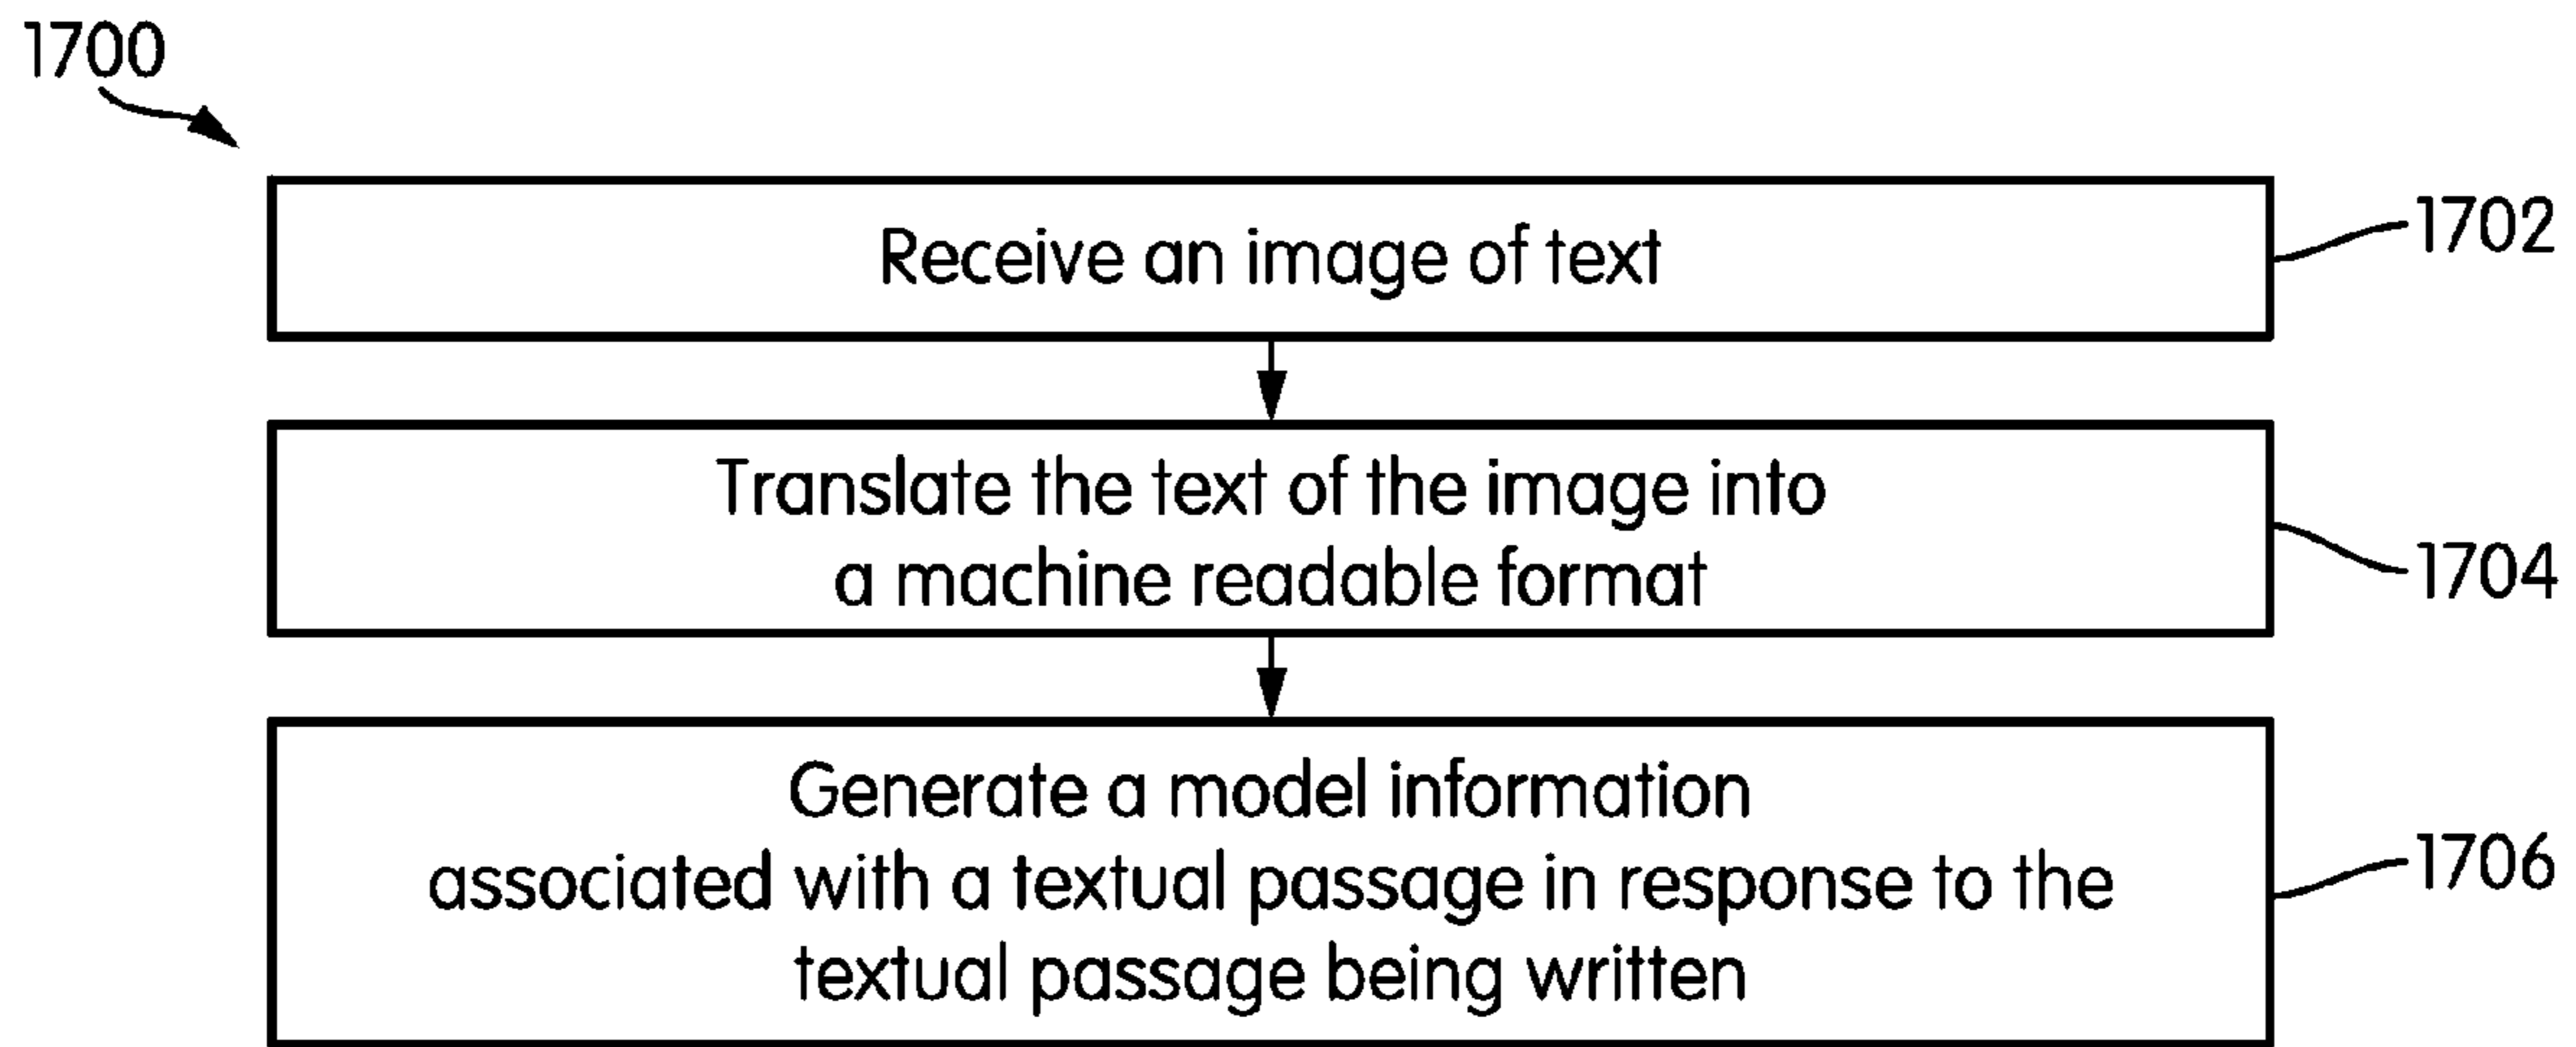 1700
Receive an image of text
1702
Translate the text of the image into
a machine readable format
1704
Generate a model information
associated with a textual passage in response to the
textual passage being written
1706